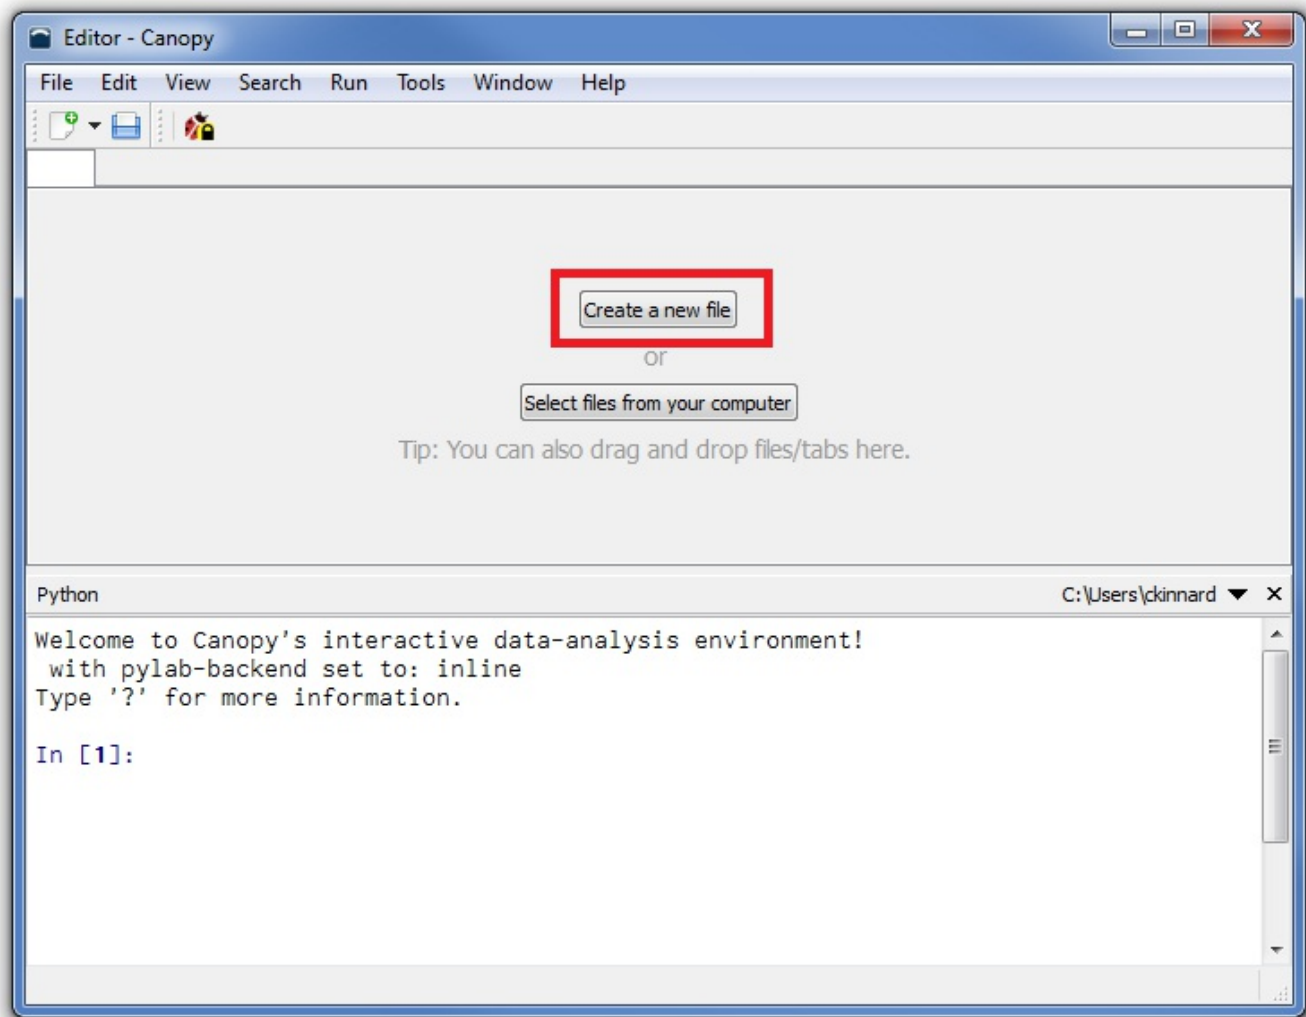 Editor - Canopy
File Edit View Search Run Tools Window Help
Create a new file
or
Select files from your computer
Tip: You can also drag and drop files/tabs here.
Python C:\Users\ckinnard
Welcome to Canopy's interactive data-analysis environment!
with pylab-backend set to: inline
Type '?' for more information.
In [1]: